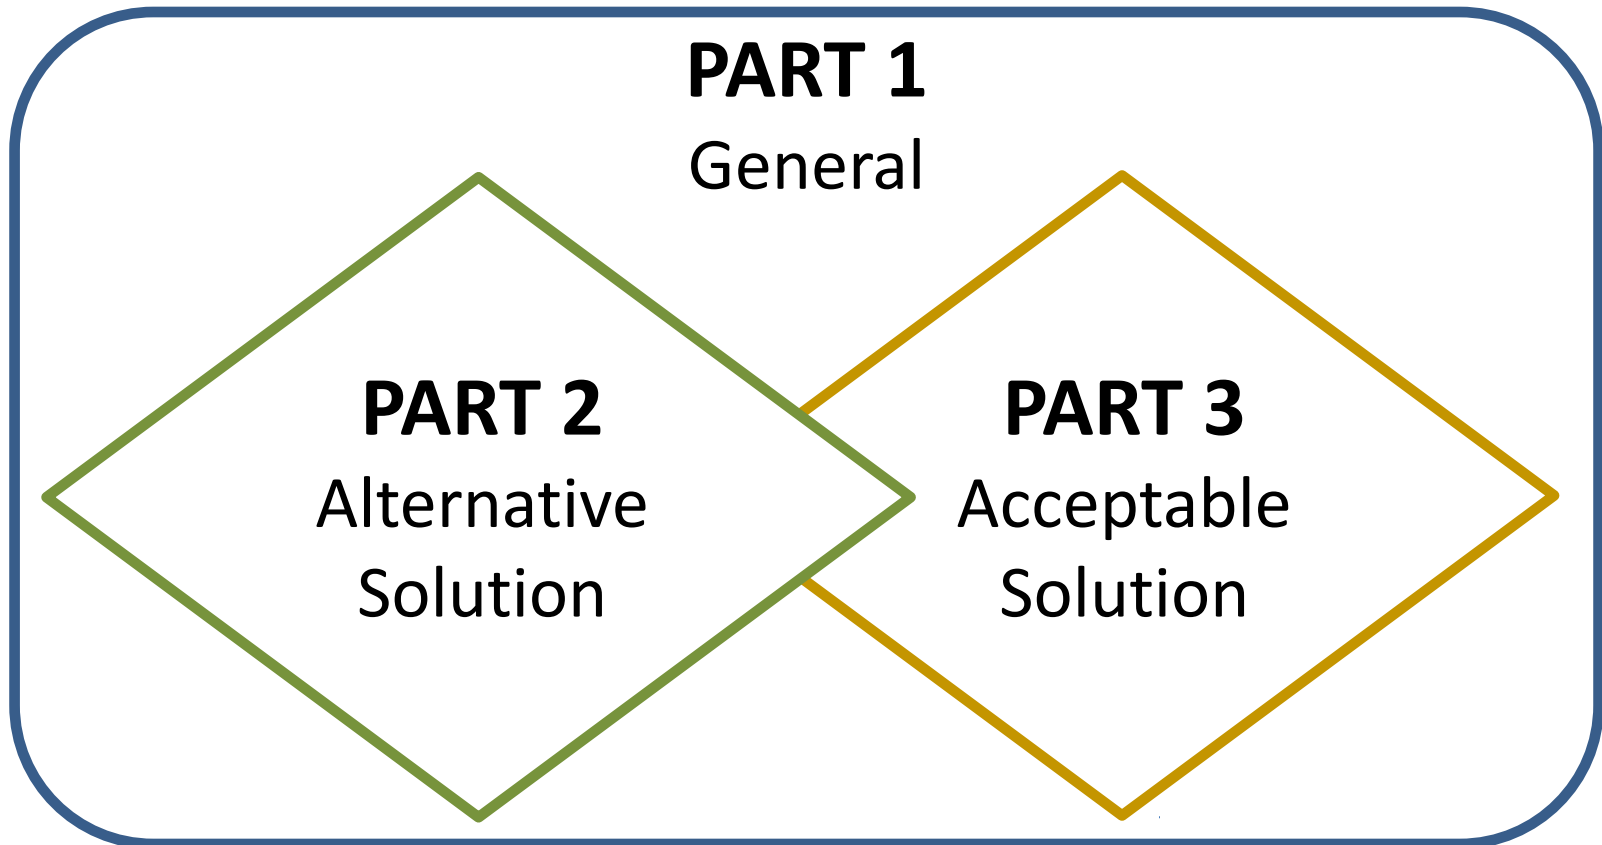 PART 1
General
PART 2
Alternative
Solution
PART 3
Acceptable
Solution